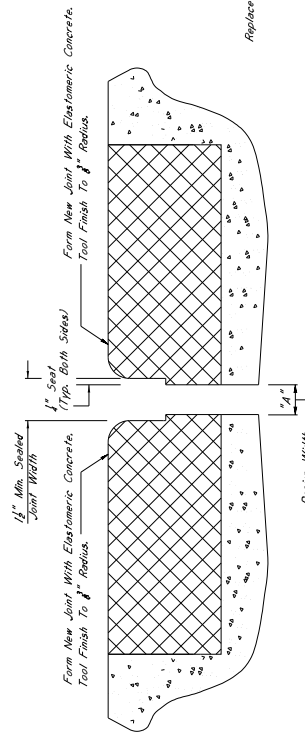 1½" Min. Sealed
Joint Width
¼" Seat
(Typ. Both Sides)
Form New Joint With Elastomeric Concrete.
Tool Finish To ⅜" Radius.
Form New Joint With Elastomeric Concrete.
Tool Finish To ⅜" Radius.
"A"
Replace